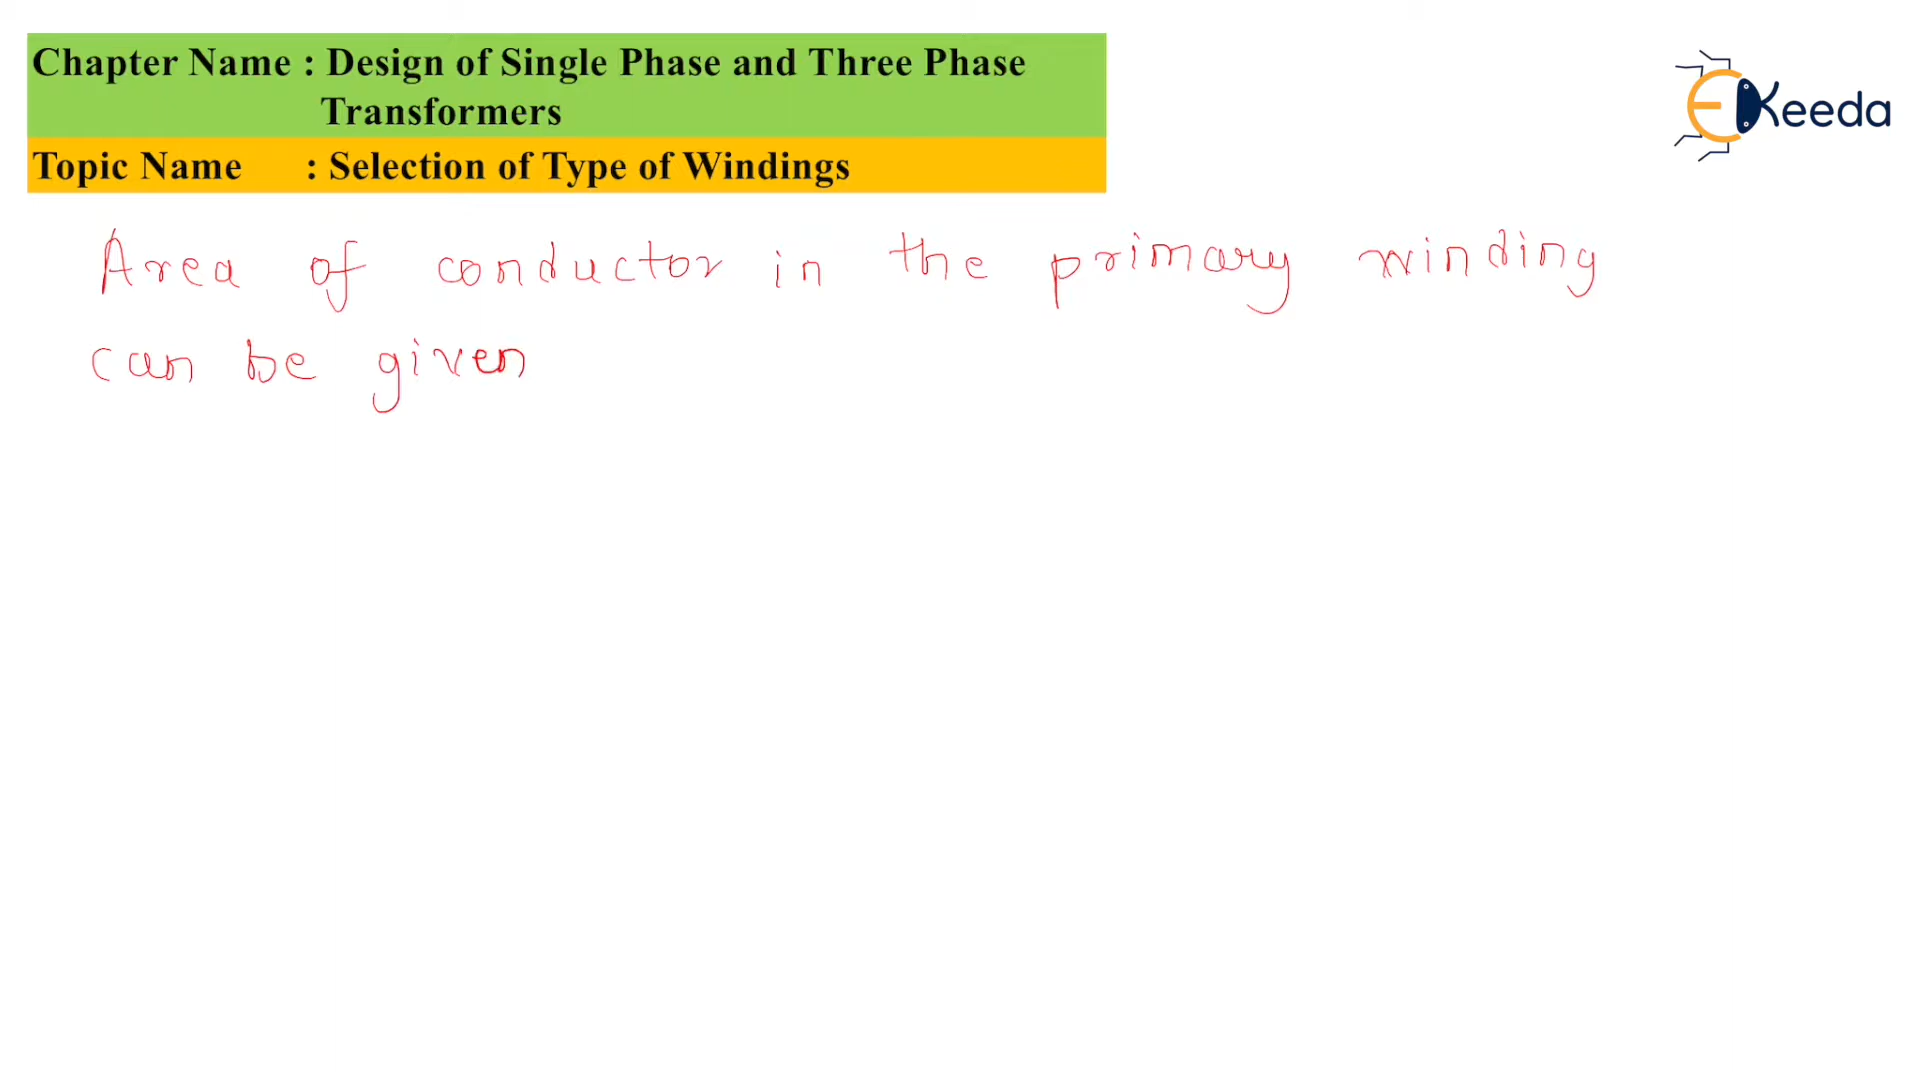 Chapter Name : Design of Single Phase and Three Phase
Transformers
Topic Name : Selection of Type of Windings
EKeeda
Area of conductor in the primary winding
can be given